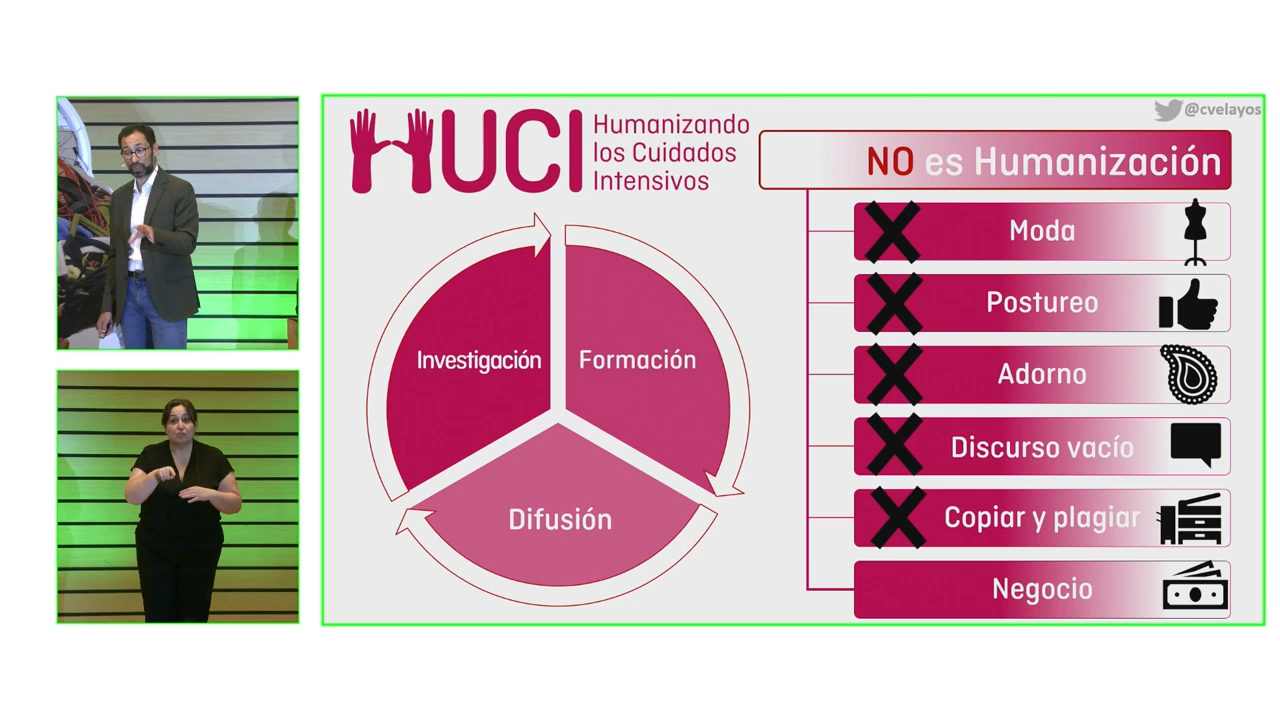 @cvelayos
HUCI
Humanizando
los Cuidados
Intensivos
NO es Humanización
Investigación
Formación
Difusión
Moda
Postureo
Adorno
Discurso vacío
Copiar y plagiar
Negocio